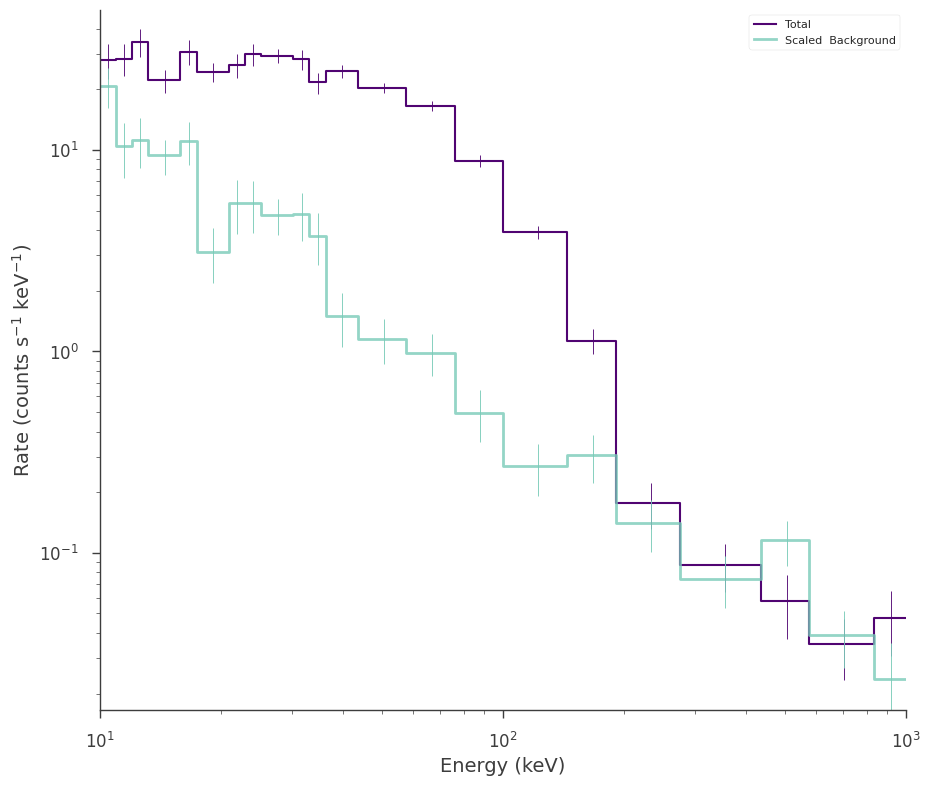 Total
Scaled  Background
Rate (counts s⁻¹ keV⁻¹)
10¹
10⁰
10⁻¹
10¹
10²
10³
Energy (keV)